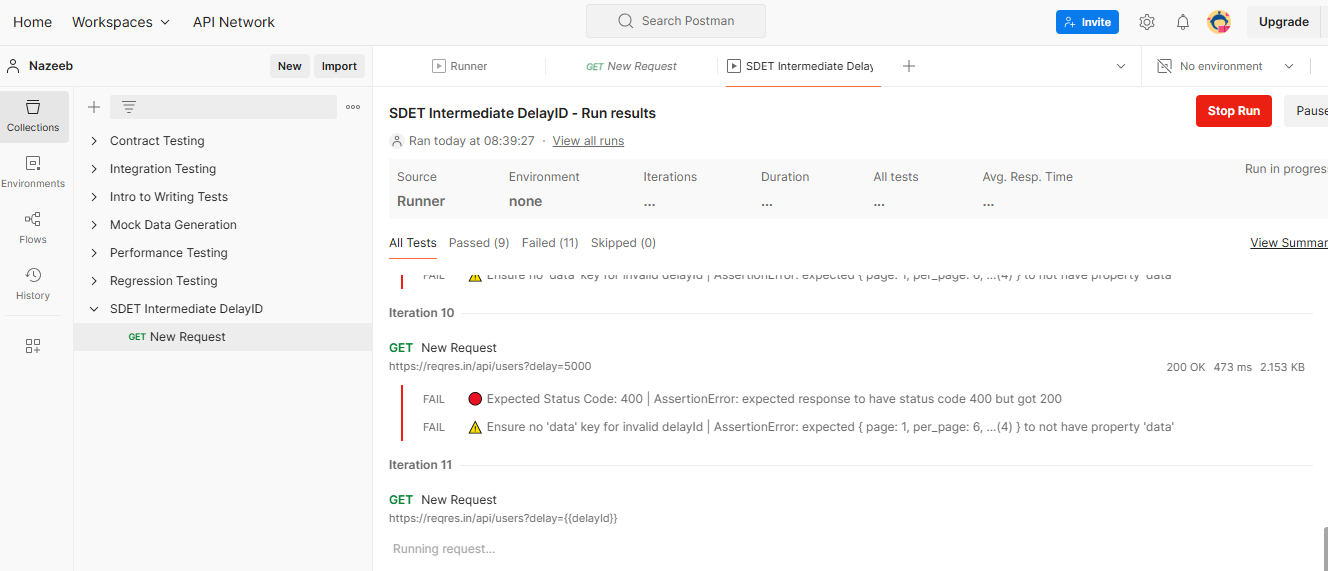 Home Workspaces API Network Search Postman Invite Upgrade
Nazeeb New Import Runner GET New Request SDET Intermediate Delay No environment
Collections
Environments
Flows
History
Contract Testing
Integration Testing
Intro to Writing Tests
Mock Data Generation
Performance Testing
Regression Testing
SDET Intermediate DelayID
GET New Request
SDET Intermediate DelayID - Run results Stop Run Pause
Ran today at 08:39:27 · View all runs
Source Environment Iterations Duration All tests Avg. Resp. Time Run in progres
Runner none ... ... ... ...
All Tests Passed (9) Failed (11) Skipped (0) View Summar
FAIL Ensure no 'data' key for invalid delayId | AssertionError: expected { page: 1, per_page: 6, …(4) } to not have property 'data'
Iteration 10
GET New Request
https://reqres.in/api/users?delay=5000 200 OK 473 ms 2.153 KB
FAIL Expected Status Code: 400 | AssertionError: expected response to have status code 400 but got 200
FAIL Ensure no 'data' key for invalid delayId | AssertionError: expected { page: 1, per_page: 6, …(4) } to not have property 'data'
Iteration 11
GET New Request
https://reqres.in/api/users?delay={{delayId}}
Running request...